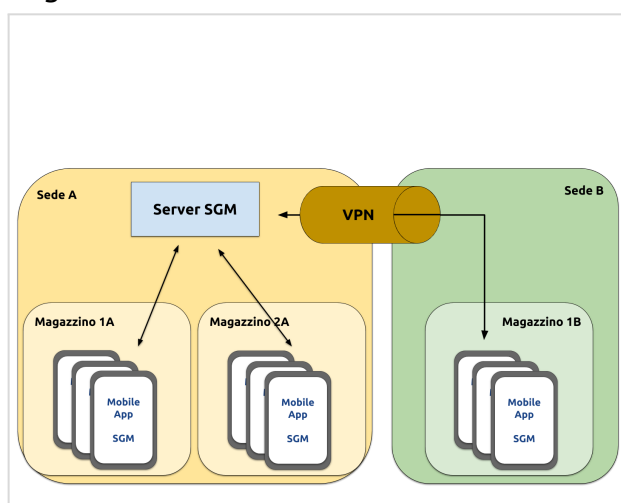 Sede A
Server SGM
VPN
Sede B
Magazzino 1A
Magazzino 2A
Magazzino 1B
Mobile
App
SGM
Mobile
App
SGM
Mobile
App
SGM